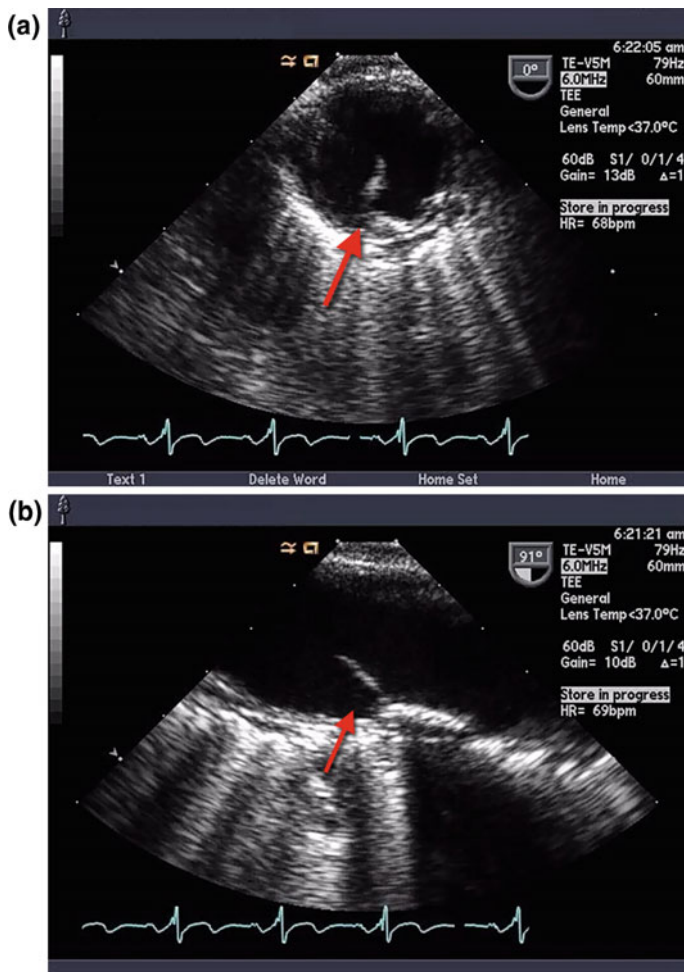 (a)
6:22:05 am
0°
TE-V5M 79Hz
6.0MHz 60mm
TEE
General
Lens Temp<37.0°C
60dB S1/ 0/1/4
Gain= 13dB Δ=1
Store in progress
HR= 68bpm
Text 1 Delete Word Home Set Home
(b)
6:21:21 am
91°
TE-V5M 79Hz
6.0MHz 60mm
TEE
General
Lens Temp<37.0°C
60dB S1/ 0/1/4
Gain= 10dB Δ=1
Store in progress
HR= 69bpm